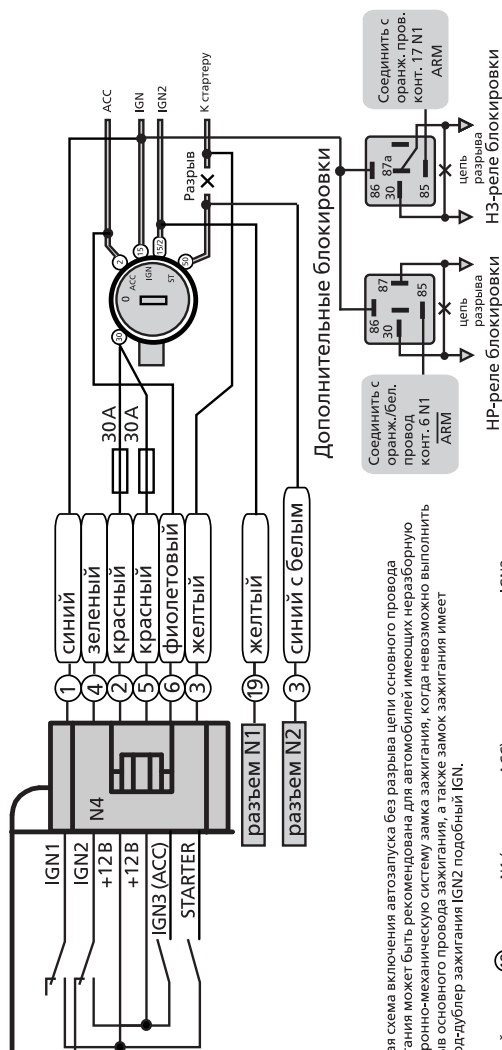 ACC
IGN
IGN2
К стартеру
Разрыв
2
15
15/2
50
30
0
ACC
IGN
ST
30 А
30 А
1
синий
4
зеленый
2
красный
5
красный
6
фиолетовый
3
желтый
19
желтый
3
синий с белым
N4
разъем N1
разъем N2
IGN1
IGN2
+12 В
+12 В
IGN3 (ACC)
STARTER
Дополнительные блокировки
Соединить с
оранж./бел.
провод
конт. 6 N1
ARM
86
30
87
85
цепь
разрыва
НР-реле блокировки
Соединить с
оранж. пров.
конт. 17 N1
ARM
86
30
87a
85
цепь
разрыва
НЗ-реле блокировки
ая схема включения автозапуска без разрыва цепи основного провода
гания может быть рекомендована для автомобилей имеющих неразборную
ронно-механическую систему замка зажигания, когда невозможно выполнить
ыв основного провода зажигания, а также замок зажигания имеет
од-дублер зажигания IGN2 подобный IGN.